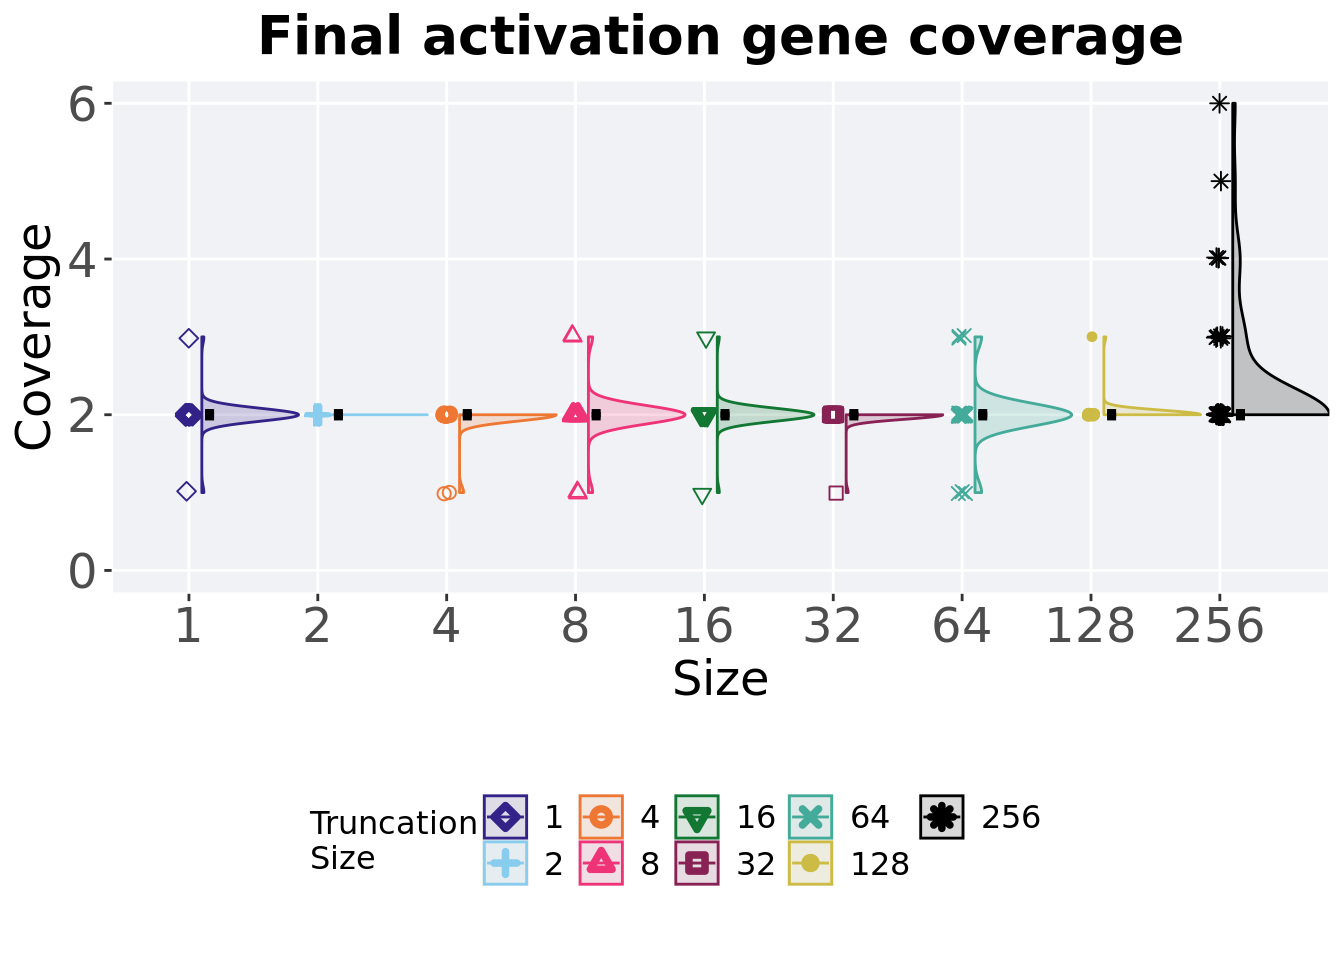 Final activation gene coverage
Coverage
6
4
2
0
1 2 4 8 16 32 64 128 256
Size
Truncation
Size
1 4 16 64 256
2 8 32 128